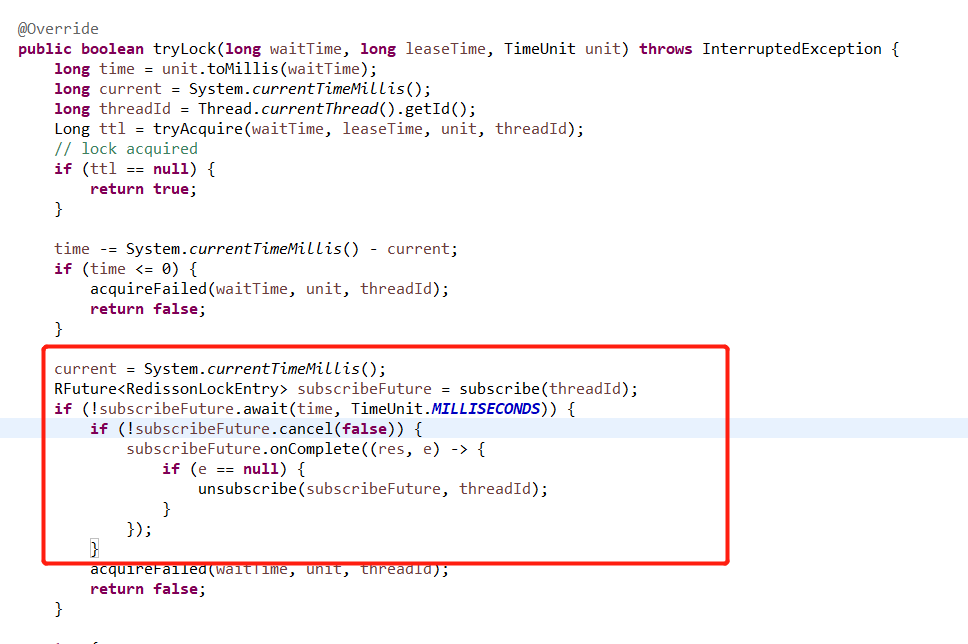 @Override
public boolean tryLock(long waitTime, long leaseTime, TimeUnit unit) throws InterruptedException {
    long time = unit.toMillis(waitTime);
    long current = System.currentTimeMillis();
    long threadId = Thread.currentThread().getId();
    Long ttl = tryAcquire(waitTime, leaseTime, unit, threadId);
    // lock acquired
    if (ttl == null) {
        return true;
    }
    time -= System.currentTimeMillis() - current;
    if (time <= 0) {
        acquireFailed(waitTime, unit, threadId);
        return false;
    }
    current = System.currentTimeMillis();
    RFuture<RedissonLockEntry> subscribeFuture = subscribe(threadId);
    if (!subscribeFuture.await(time, TimeUnit.MILLISECONDS)) {
        if (!subscribeFuture.cancel(false)) {
            subscribeFuture.onComplete((res, e) -> {
                if (e == null) {
                    unsubscribe(subscribeFuture, threadId);
                }
            });
        }
        acquireFailed(waitTime, unit, threadId);
        return false;
    }